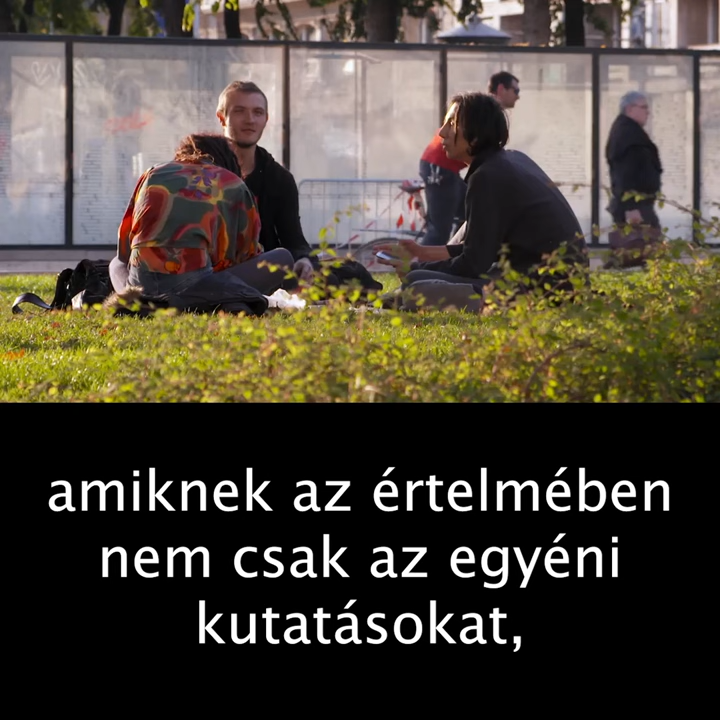 amiknek az értelmében
nem csak az egyéni
kutatásokat,